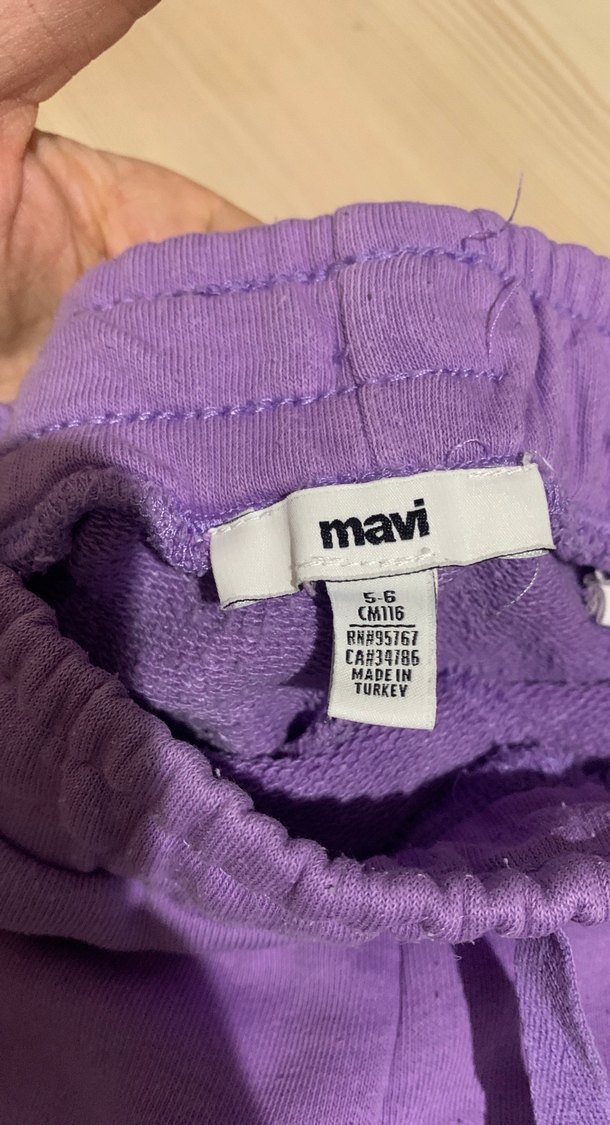 mavi
5-6
CM116
RN#95767
CA#34786
MADE IN
TURKEY